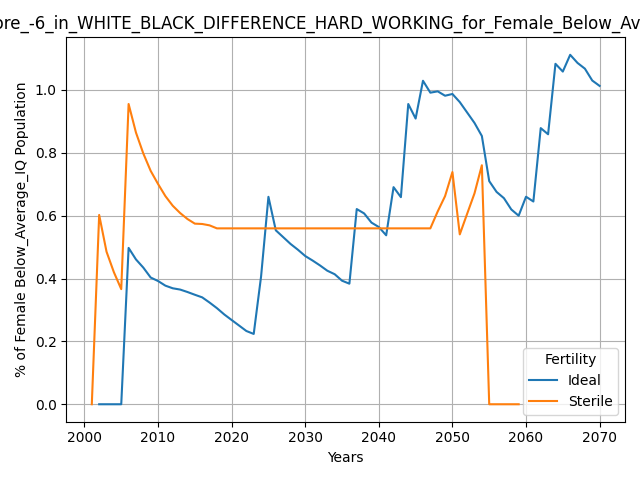 ore_-6_in_WHITE_BLACK_DIFFERENCE_HARD_WORKING_for_Female_Below_Av
% of Female Below_Average_IQ Population
1.0
0.8
0.6
0.4
0.2
0.0
Fertility
Ideal
Sterile
2000 2010 2020 2030 2040 2050 2060 2070
Years